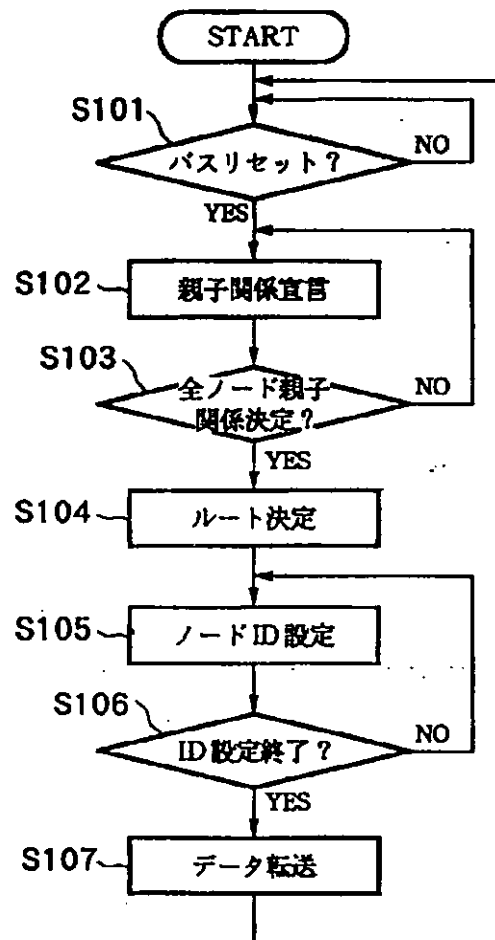 START
S101
バスリセット？
NO
YES
S102
親子関係宣言
S103
全ノード親子
関係決定？
NO
YES
S104
ルート決定
S105
ノードID設定
S106
ID設定終了？
NO
YES
S107
データ転送